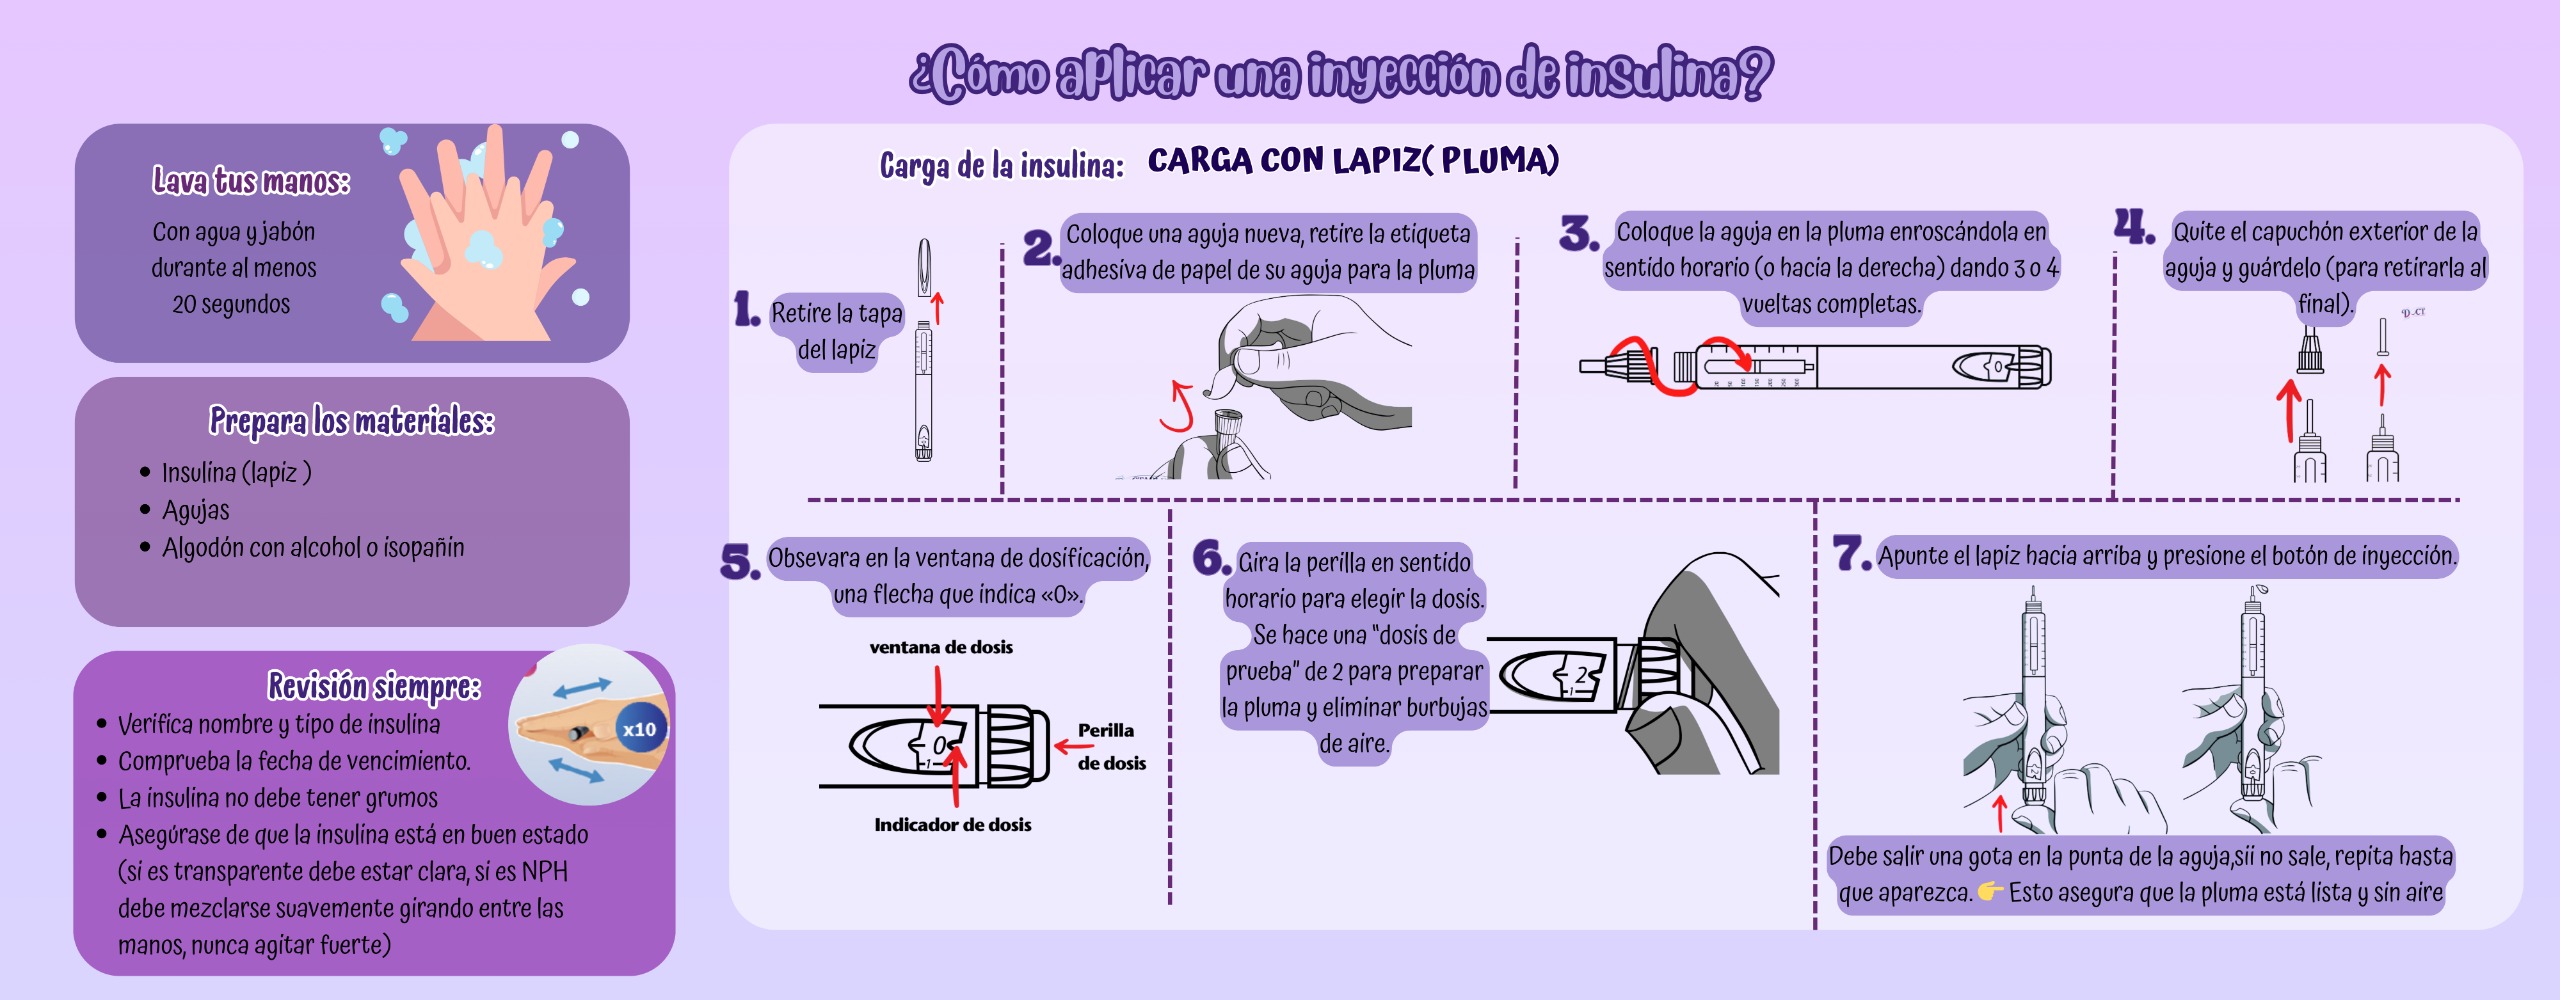 ¿Cómo aplicar una inyección de insulina?
Lava tus manos:
Con agua y jabón
durante al menos
20 segundos
Prepara los materiales:
• Insulina (lapiz )
• Agujas
• Algodón con alcohol o isopañin
Revisión siempre:
x10
• Verifica nombre y tipo de insulina
• Comprueba la fecha de vencimiento.
• La insulina no debe tener grumos
• Asegúrase de que la insulina está en buen estado
(si es transparente debe estar clara, si es NPH
debe mezclarse suavemente girando entre las
manos, nunca agitar fuerte)
Carga de la insulina: CARGA CON LAPIZ( PLUMA)
1. Retire la tapa
del lapiz
2. Coloque una aguja nueva, retire la etiqueta
adhesiva de papel de su aguja para la pluma
3. Coloque la aguja en la pluma enroscándola en
sentido horario (o hacia la derecha) dando 3 o 4
vueltas completas.
0
4. Quite el capuchón exterior de la
aguja y guárdelo (para retirarla al
final).
5. Obsevara en la ventana de dosificación,
una flecha que indica «0».
ventana de dosis
0
1
Perilla
de dosis
Indicador de dosis
6. Gira la perilla en sentido
horario para elegir la dosis.
Se hace una "dosis de
prueba" de 2 para preparar
la pluma y eliminar burbujas
de aire.
2
1
7. Apunte el lapiz hacia arriba y presione el botón de inyección.
Debe salir una gota en la punta de la aguja,sii no sale, repita hasta
que aparezca. 👉 Esto asegura que la pluma está lista y sin aire